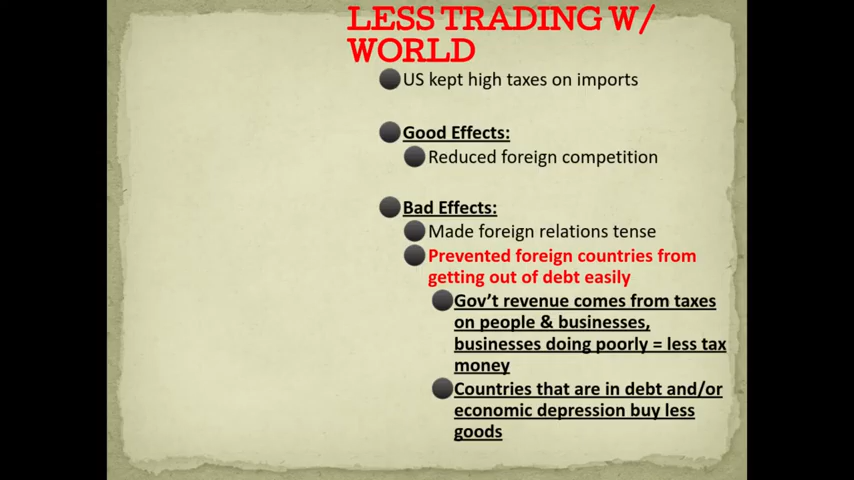 LESS TRADING W/
WORLD
US kept high taxes on imports
Good Effects:
Reduced foreign competition
Bad Effects:
Made foreign relations tense
Prevented foreign countries from
getting out of debt easily
Gov't revenue comes from taxes
on people & businesses,
businesses doing poorly = less tax
money
Countries that are in debt and/or
economic depression buy less
goods